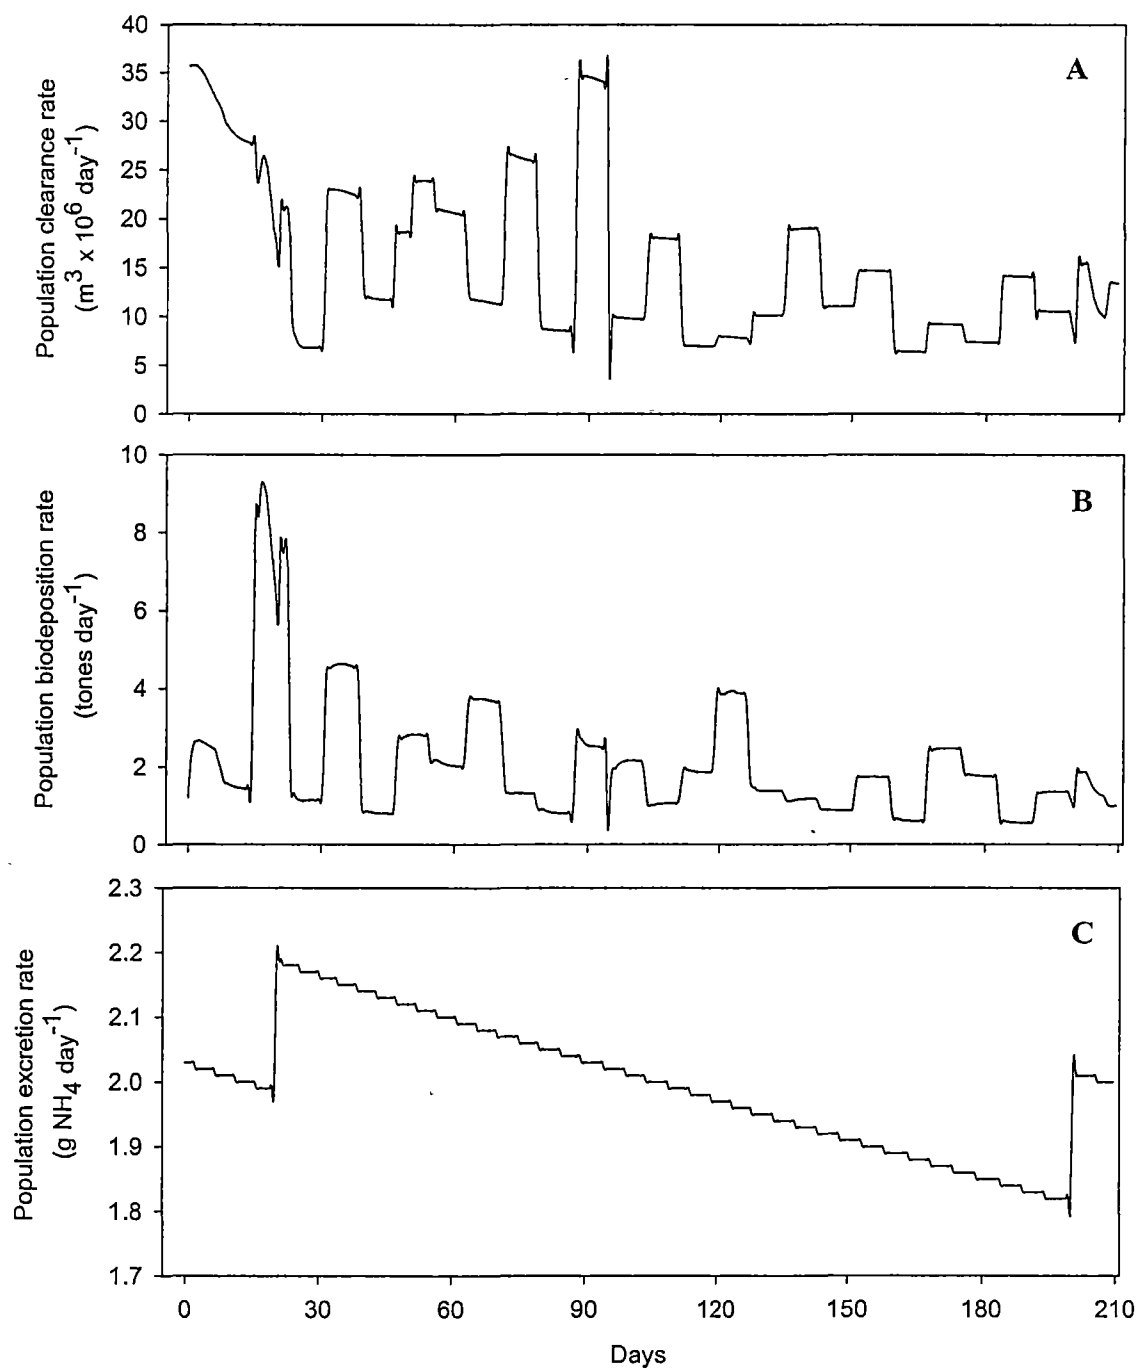 A
Population clearance rate
(m³ x 10⁶ day⁻¹)
40
35
30
25
20
15
10
5
0
B
Population biodeposition rate
(tones day⁻¹)
10
8
6
4
2
0
C
Population excretion rate
(g NH₄ day⁻¹)
2.3
2.2
2.1
2.0
1.9
1.8
1.7
0 30 60 90 120 150 180 210
Days